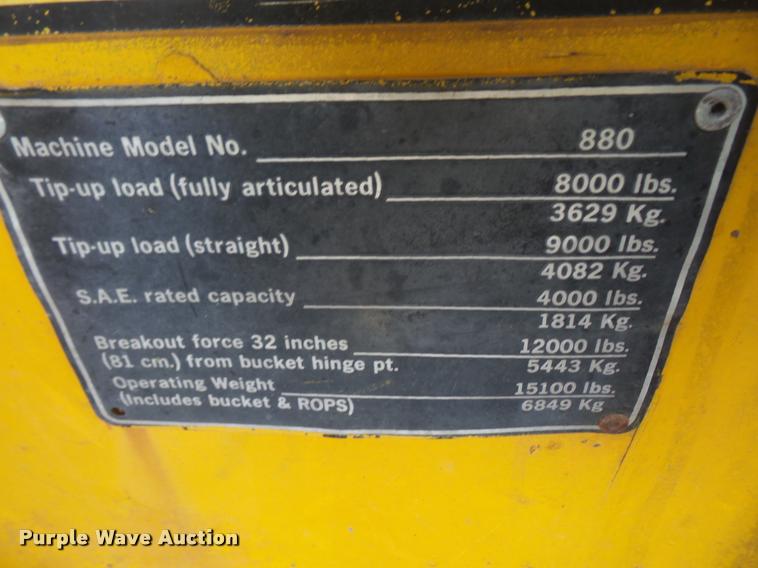 Machine Model No. 880
Tip-up load (fully articulated) 8000 lbs.
3629 Kg.
Tip-up load (straight) 9000 lbs.
4082 Kg.
S.A.E. rated capacity 4000 lbs.
1814 Kg.
Breakout force 32 inches 12000 lbs.
(81 cm.) from bucket hinge pt. 5443 Kg.
Operating Weight 15100 lbs.
(Includes bucket & ROPS) 6849 Kg
Purple Wave Auction